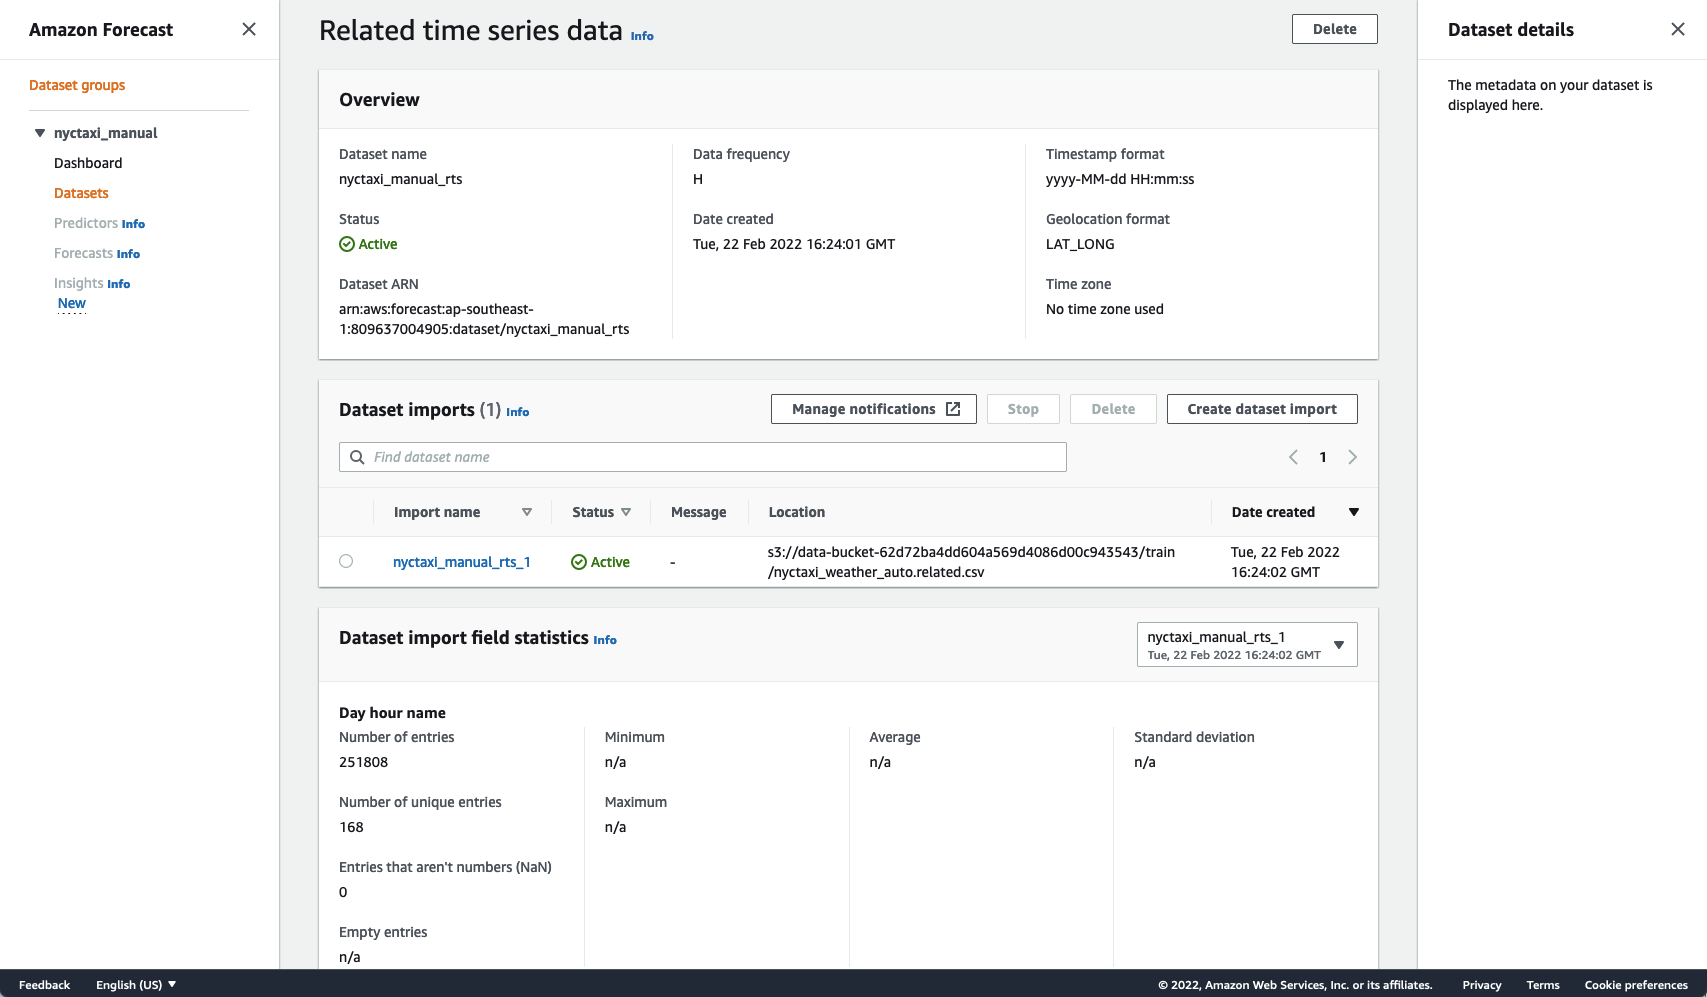 Amazon Forecast
Dataset groups
nyctaxi_manual
Dashboard
Datasets
Predictors Info
Forecasts Info
Insights Info
New
Related time series data Info
Delete
Overview
Dataset name
nyctaxi_manual_rts
Status
Active
Dataset ARN
arn:aws:forecast:ap-southeast-
1:809637004905:dataset/nyctaxi_manual_rts
Data frequency
H
Date created
Tue, 22 Feb 2022 16:24:01 GMT
Timestamp format
yyyy-MM-dd HH:mm:ss
Geolocation format
LAT_LONG
Time zone
No time zone used
Dataset imports (1) Info
Manage notifications
Stop
Delete
Create dataset import
Find dataset name
1
Import name
Status
Message
Location
Date created
nyctaxi_manual_rts_1
Active
-
s3://data-bucket-62d72ba4dd604a569d4086d00c943543/train
/nyctaxi_weather_auto.related.csv
Tue, 22 Feb 2022
16:24:02 GMT
Dataset import field statistics Info
nyctaxi_manual_rts_1
Tue, 22 Feb 2022 16:24:02 GMT
Day hour name
Number of entries
251808
Number of unique entries
168
Entries that aren't numbers (NaN)
0
Empty entries
n/a
Minimum
n/a
Maximum
n/a
Average
n/a
Standard deviation
n/a
Dataset details
The metadata on your dataset is
displayed here.
Feedback
English (US)
© 2022, Amazon Web Services, Inc. or its affiliates.
Privacy
Terms
Cookie preferences